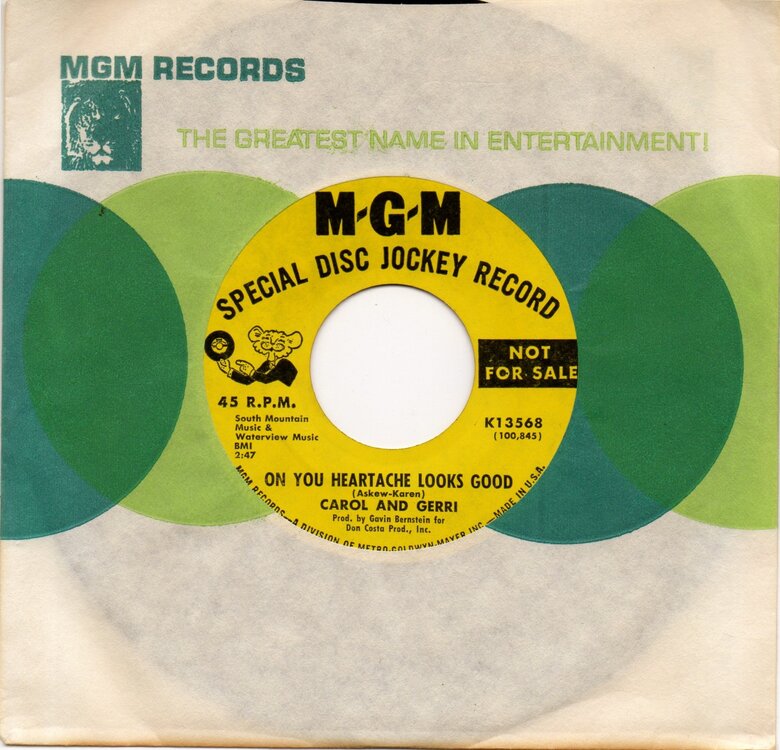 MGM RECORDS
THE GREATEST NAME IN ENTERTAINMENT!
M-G-M
SPECIAL DISC JOCKEY RECORD
NOT
FOR SALE
45 R.P.M.
South Mountain
Music &
Waterview Music
BMI
2:47
K13568
(100,845)
ON YOU HEARTACHE LOOKS GOOD
(Askew-Karen)
CAROL AND GERRI
Prod. by Gavin Bernstein for
Don Costa Prod., Inc.
MGM RECORDS—A DIVISION OF METRO-GOLDWYN-MAYER INC.—MADE IN U.S.A.